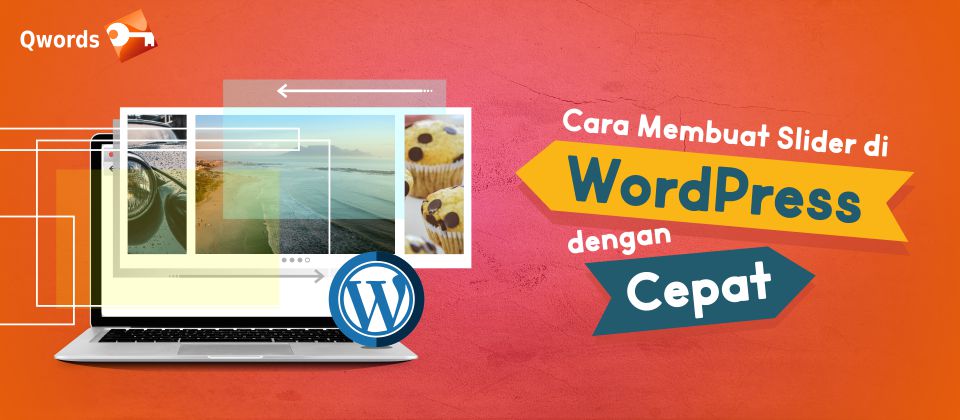 Qwords
Cara Membuat Slider di
WordPress
dengan
Cepat